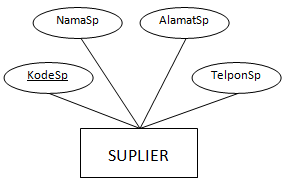 NamaSp
AlamatSp
KodeSp
TelponSp
SUPLIER